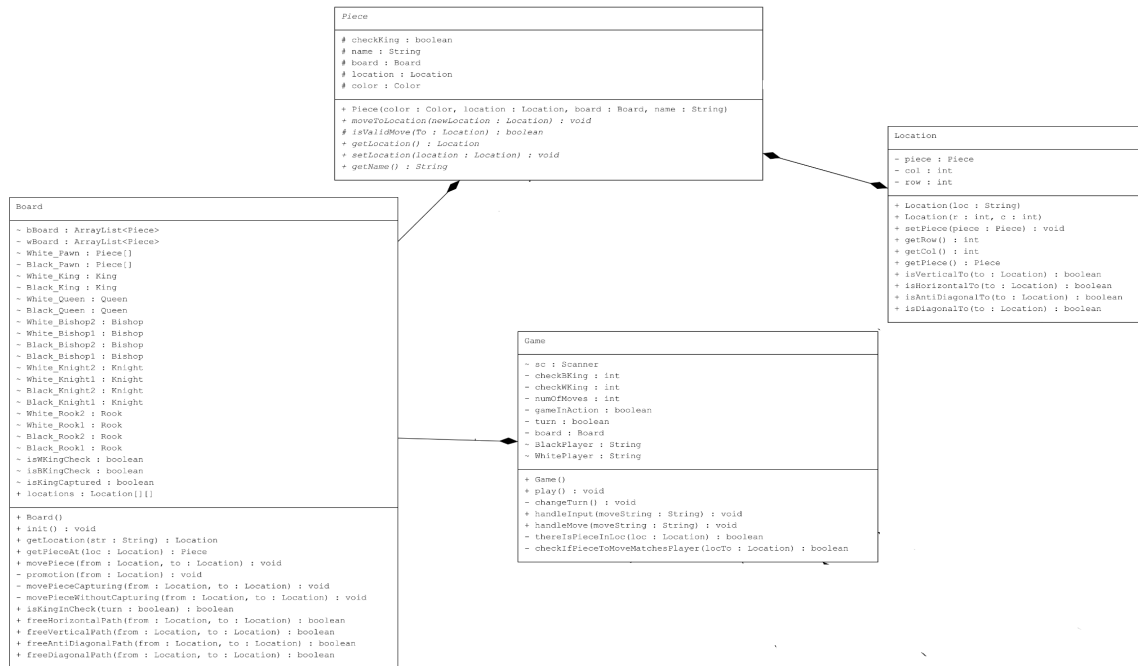 Piece
# checkKing : boolean
# name : String
# board : Board
# location : Location
# color : Color
+ Piece(color : Color, location : Location, board : Board, name : String)
+ moveToLocation(newLocation : Location) : void
# isValidMove(To : Location) : boolean
+ getLocation() : Location
+ setLocation(location : Location) : void
+ getName() : String
Location
- piece : Piece
- col : int
- row : int
+ Location(loc : String)
+ Location(r : int, c : int)
+ setPiece(piece : Piece) : void
+ getRow() : int
+ getCol() : int
+ getPiece() : Piece
+ isVerticalTo(to : Location) : boolean
+ isHorizontalTo(to : Location) : boolean
+ isAntiDiagonalTo(to : Location) : boolean
+ isDiagonalTo(to : Location) : boolean
Board
~ bBoard : ArrayList<Piece>
~ wBoard : ArrayList<Piece>
~ White_Pawn : Piece[]
~ Black_Pawn : Piece[]
~ White_King : King
~ Black_King : King
~ White_Queen : Queen
~ Black_Queen : Queen
~ White_Bishop2 : Bishop
~ White_Bishop1 : Bishop
~ Black_Bishop2 : Bishop
~ Black_Bishop1 : Bishop
~ White_Knight2 : Knight
~ White_Knight1 : Knight
~ Black_Knight2 : Knight
~ Black_Knight1 : Knight
~ White_Rook2 : Rook
~ White_Rook1 : Rook
~ Black_Rook2 : Rook
~ Black_Rook1 : Rook
~ isWKingCheck : boolean
~ isBKingCheck : boolean
~ isKingCaptured : boolean
+ locations : Location[][]
+ Board()
+ init() : void
+ getLocation(str : String) : Location
+ getPieceAt(loc : Location) : Piece
+ movePiece(from : Location, to : Location) : void
- promotion(from : Location) : void
- movePieceCapturing(from : Location, to : Location) : void
- movePieceWithoutCapturing(from : Location, to : Location) : void
+ isKingInCheck(turn : boolean) : boolean
+ freeHorizontalPath(from : Location, to : Location) : boolean
+ freeVerticalPath(from : Location, to : Location) : boolean
+ freeAntiDiagonalPath(from : Location, to : Location) : boolean
+ freeDiagonalPath(from : Location, to : Location) : boolean
Game
~ sc : Scanner
- checkBKing : int
- checkWKing : int
- numOfMoves : int
- gameInAction : boolean
- turn : boolean
- board : Board
~ BlackPlayer : String
~ WhitePlayer : String
+ Game()
+ play() : void
- changeTurn() : void
+ handleInput(moveString : String) : void
+ handleMove(moveString : String) : void
- thereIsPieceInLoc(loc : Location) : boolean
- checkIfPieceToMoveMatchesPlayer(locTo : Location) : boolean